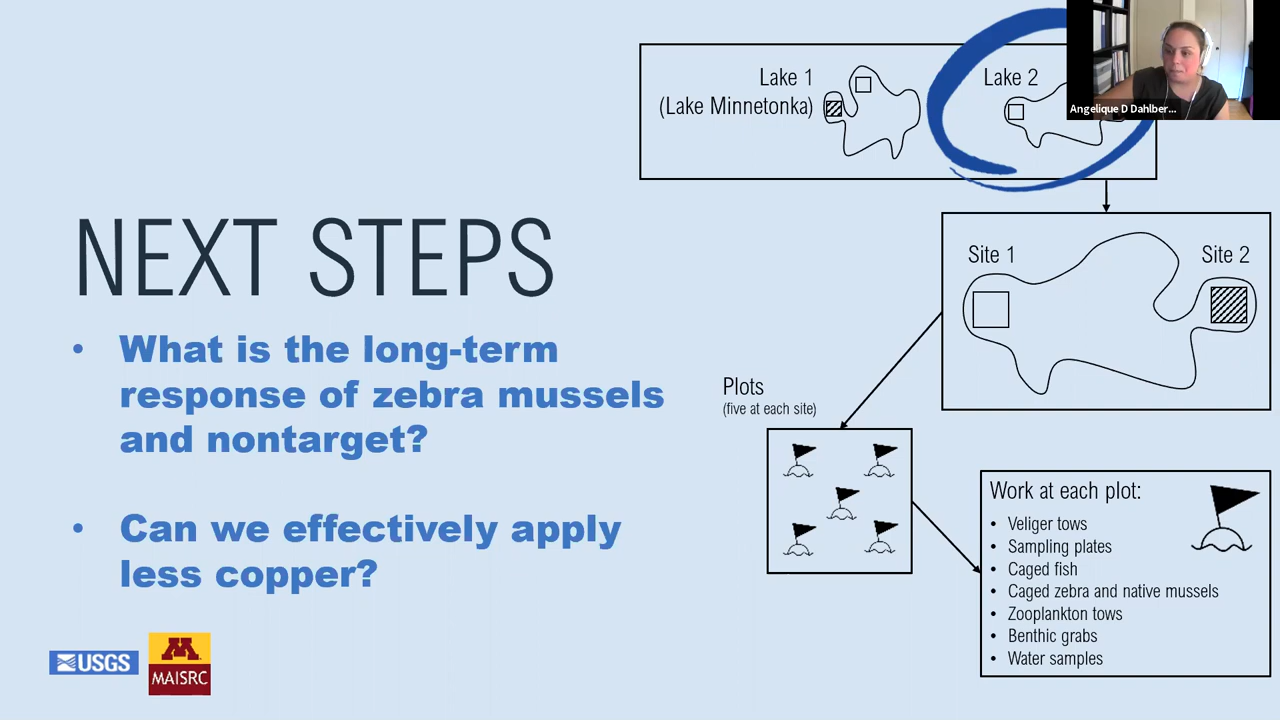 Lake 1
(Lake Minnetonka)
Lake 2
Angelique D Dahlber...
NEXT STEPS
• What is the long-term
response of zebra mussels
and nontarget?
• Can we effectively apply
less copper?
Site 1
Site 2
Plots
(five at each site)
Work at each plot:
• Veliger tows
• Sampling plates
• Caged fish
• Caged zebra and native mussels
• Zooplankton tows
• Benthic grabs
• Water samples
USGS
M
MAISRC